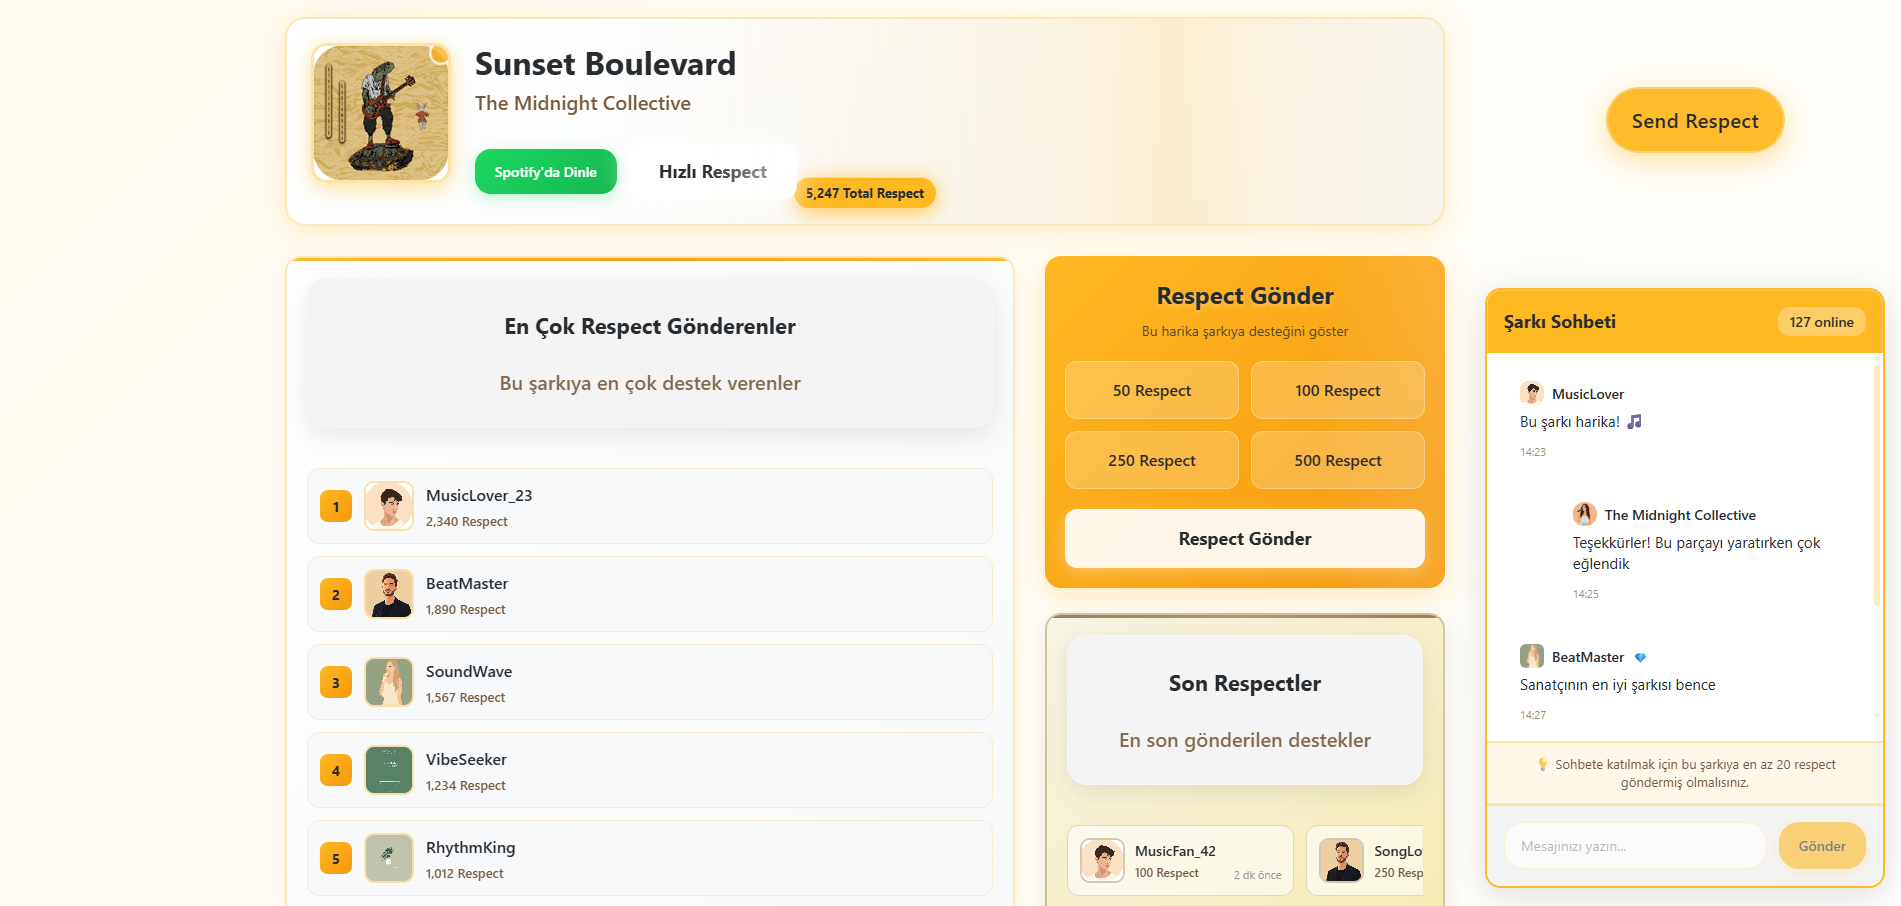 Sunset Boulevard
The Midnight Collective
Spotify'da Dinle
Hızlı Respect
5,247 Total Respect
Send Respect
En Çok Respect Gönderenler
Bu şarkıya en çok destek verenler
1
MusicLover_23
2,340 Respect
2
BeatMaster
1,890 Respect
3
SoundWave
1,567 Respect
4
VibeSeeker
1,234 Respect
5
RhythmKing
1,012 Respect
Respect Gönder
Bu harika şarkıya desteğini göster
50 Respect
100 Respect
250 Respect
500 Respect
Respect Gönder
Son Respectler
En son gönderilen destekler
MusicFan_42
100 Respect
2 dk önce
SongLo
250 Resp
Şarkı Sohbeti
127 online
MusicLover
Bu şarkı harika! 🎵
14:23
The Midnight Collective
Teşekkürler! Bu parçayı yaratırken çok
eğlendik
14:25
BeatMaster 💎
Sanatçının en iyi şarkısı bence
14:27
💡 Sohbete katılmak için bu şarkıya en az 20 respect
göndermiş olmalısınız.
Mesajınızı yazın...
Gönder